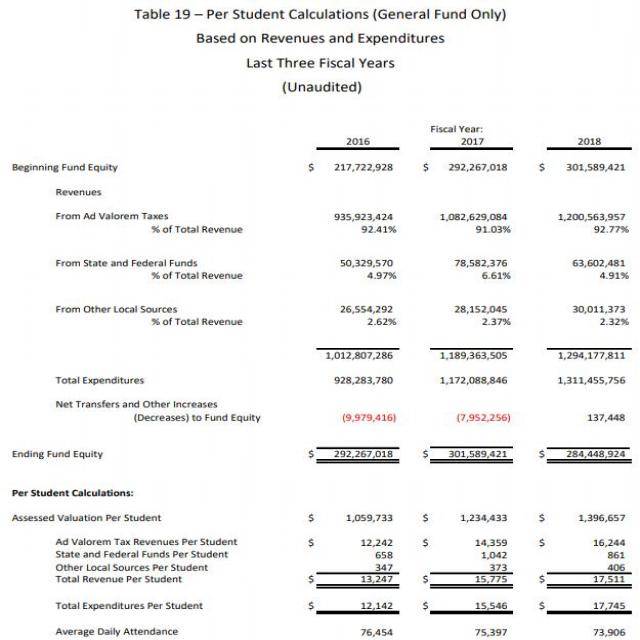 Table 19 – Per Student Calculations (General Fund Only)
Based on Revenues and Expenditures
Last Three Fiscal Years
(Unaudited)
Fiscal Year:
2016 2017 2018
Beginning Fund Equity $ 217,722,928 $ 292,267,018 $ 301,589,421
Revenues
From Ad Valorem Taxes 935,923,424 1,082,629,084 1,200,563,957
% of Total Revenue 92.41% 91.03% 92.77%
From State and Federal Funds 50,329,570 78,582,376 63,602,481
% of Total Revenue 4.97% 6.61% 4.91%
From Other Local Sources 26,554,292 28,152,045 30,011,373
% of Total Revenue 2.62% 2.37% 2.32%
1,012,807,286 1,189,363,505 1,294,177,811
Total Expenditures 928,283,780 1,172,088,846 1,311,455,756
Net Transfers and Other Increases
(Decreases) to Fund Equity (9,979,416) (7,952,256) 137,448
Ending Fund Equity $ 292,267,018 $ 301,589,421 $ 284,448,924
Per Student Calculations:
Assessed Valuation Per Student $ 1,059,733 $ 1,234,433 $ 1,396,657
Ad Valorem Tax Revenues Per Student $ 12,242 $ 14,359 $ 16,244
State and Federal Funds Per Student 658 1,042 861
Other Local Sources Per Student 347 373 406
Total Revenue Per Student $ 13,247 $ 15,775 $ 17,511
Total Expenditures Per Student $ 12,142 $ 15,546 $ 17,745
Average Daily Attendance 76,454 75,397 73,906